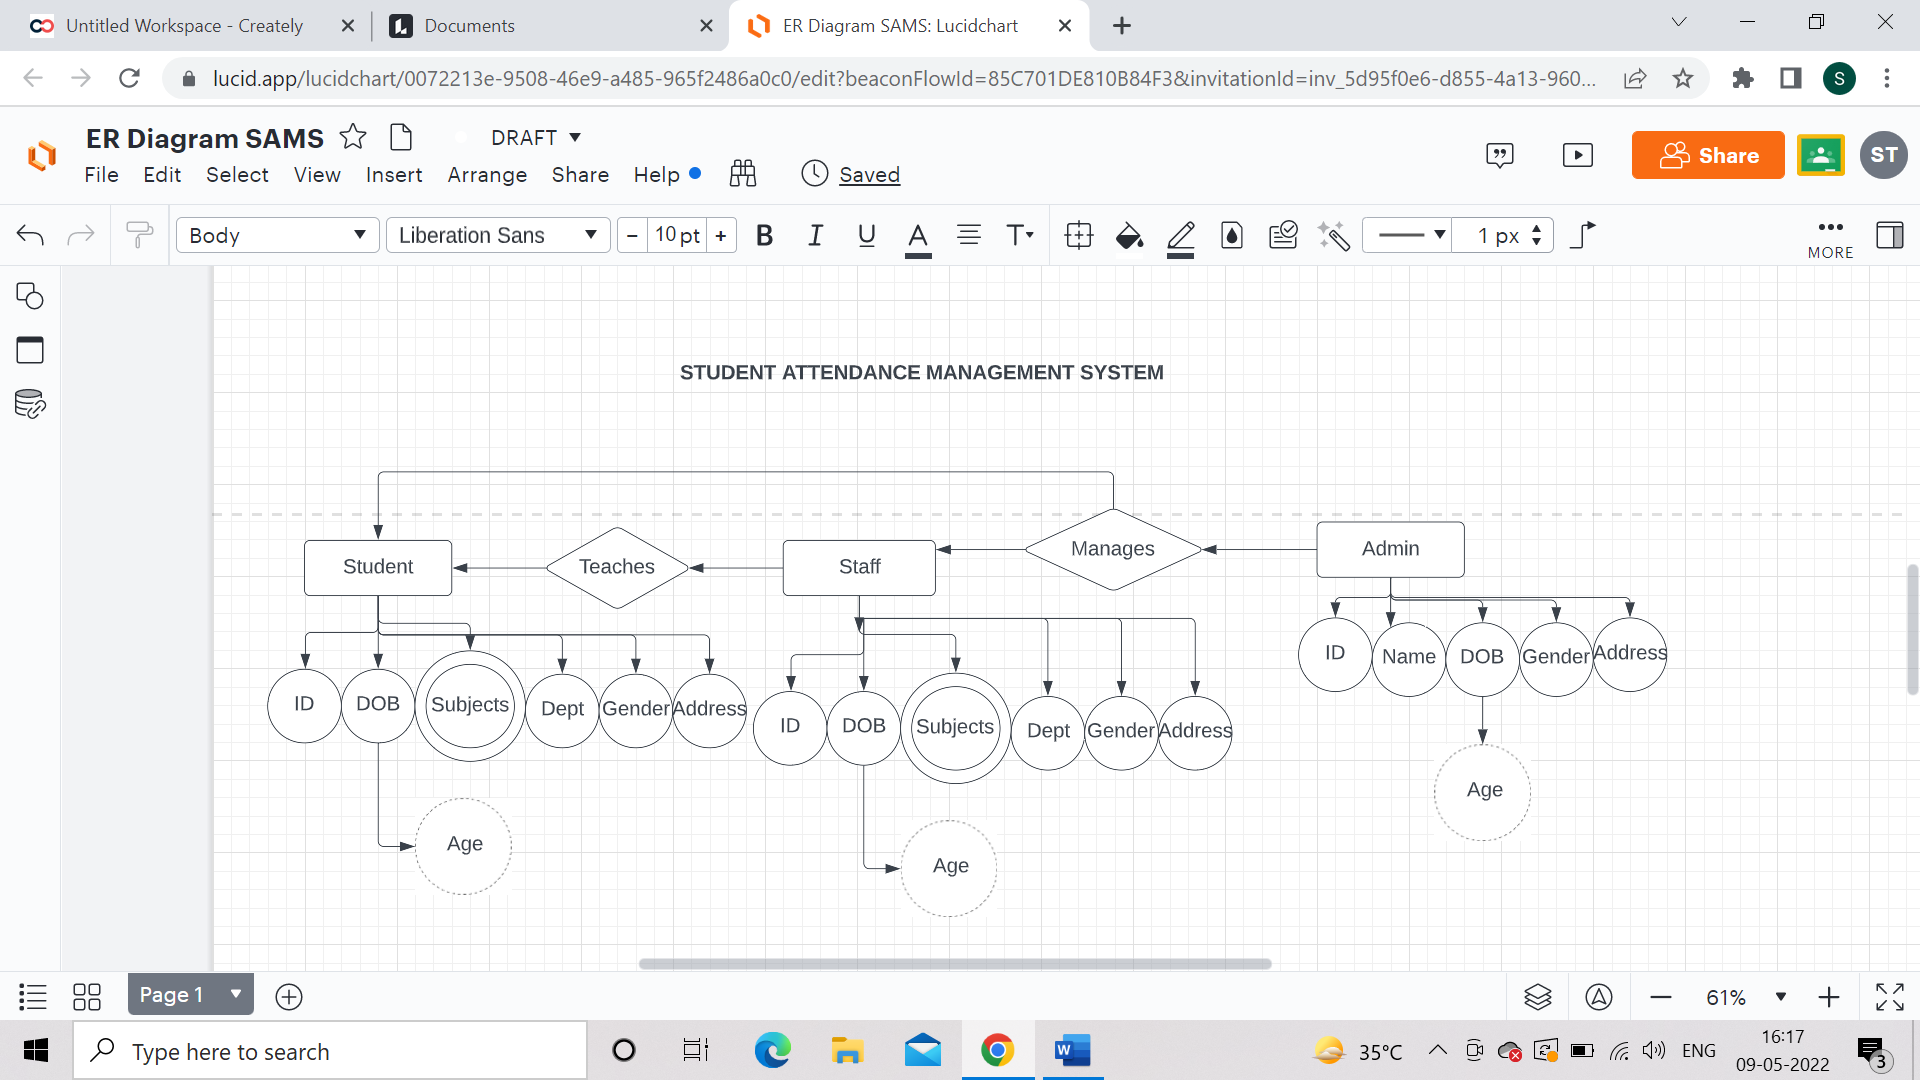 Untitled Workspace - Creately
Documents
ER Diagram SAMS: Lucidchart
lucid.app/lucidchart/0072213e-9508-46e9-a485-965f2486a0c0/edit?beaconFlowId=85C701DE810B84F3&invitationId=inv_5d95f0e6-d855-4a13-960...
S
ER Diagram SAMS
DRAFT
File Edit Select View Insert Arrange Share Help
Saved
Share
ST
Body
Liberation Sans
- 10 pt +
B I U A T
1 px
MORE
STUDENT ATTENDANCE MANAGEMENT SYSTEM
Student
Teaches
Staff
Manages
Admin
ID
DOB
Subjects
Dept
Gender
Address
Age
ID
DOB
Subjects
Dept
Gender
Address
Age
ID
Name
DOB
Gender
Address
Age
Page 1
61%
Type here to search
W
35°C
ENG
16:17
09-05-2022
3